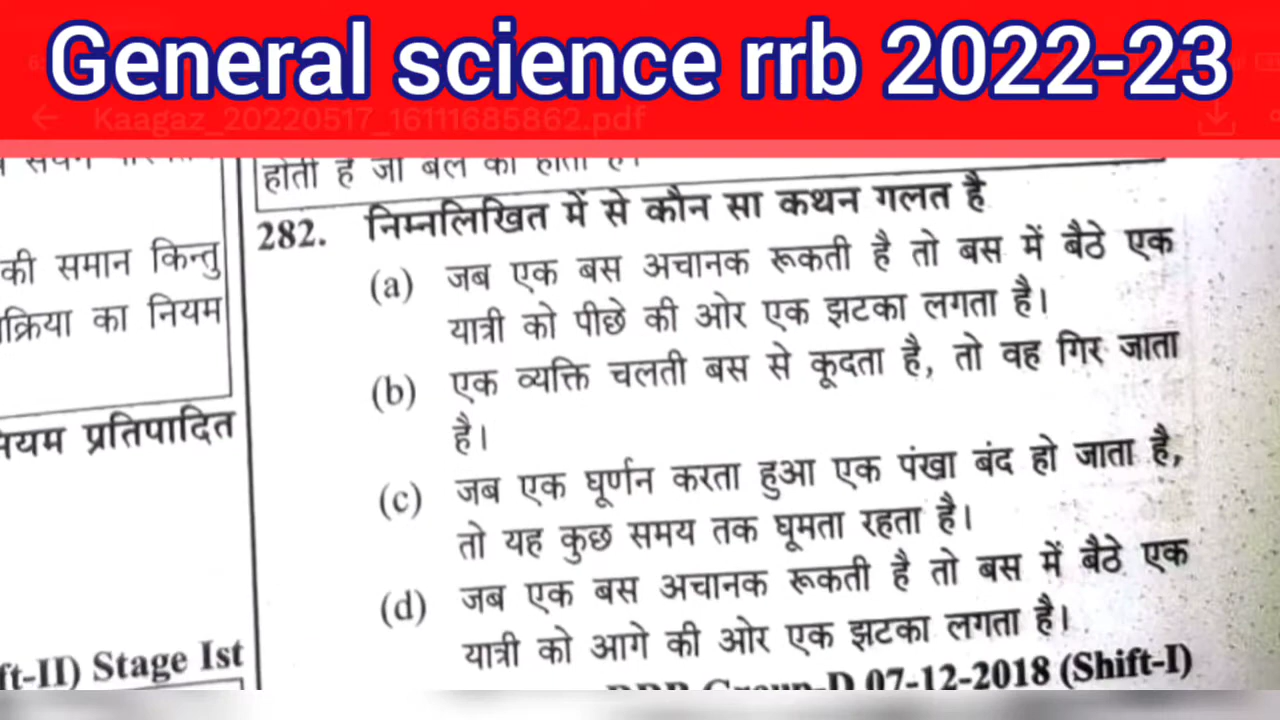 General science rrb 2022-23
Kaagaz_20220517_16111685862.pdf
होती है जो बल की होती है।
282. निम्नलिखित में से कौन सा कथन गलत है
(a) जब एक बस अचानक रूकती है तो बस में बैठे एक
यात्री को पीछे की ओर एक झटका लगता है।
(b) एक व्यक्ति चलती बस से कूदता है, तो वह गिर जाता
है।
(c) जब एक घूर्णन करता हुआ एक पंखा बंद हो जाता है,
तो यह कुछ समय तक घूमता रहता है।
(d) जब एक बस अचानक रूकती है तो बस में बैठे एक
यात्री को आगे की ओर एक झटका लगता है।
RRB Group-D 07-12-2018 (Shift-I)
की समान किन्तु
क्रिया का नियम
नियम प्रतिपादित
ft-II) Stage Ist